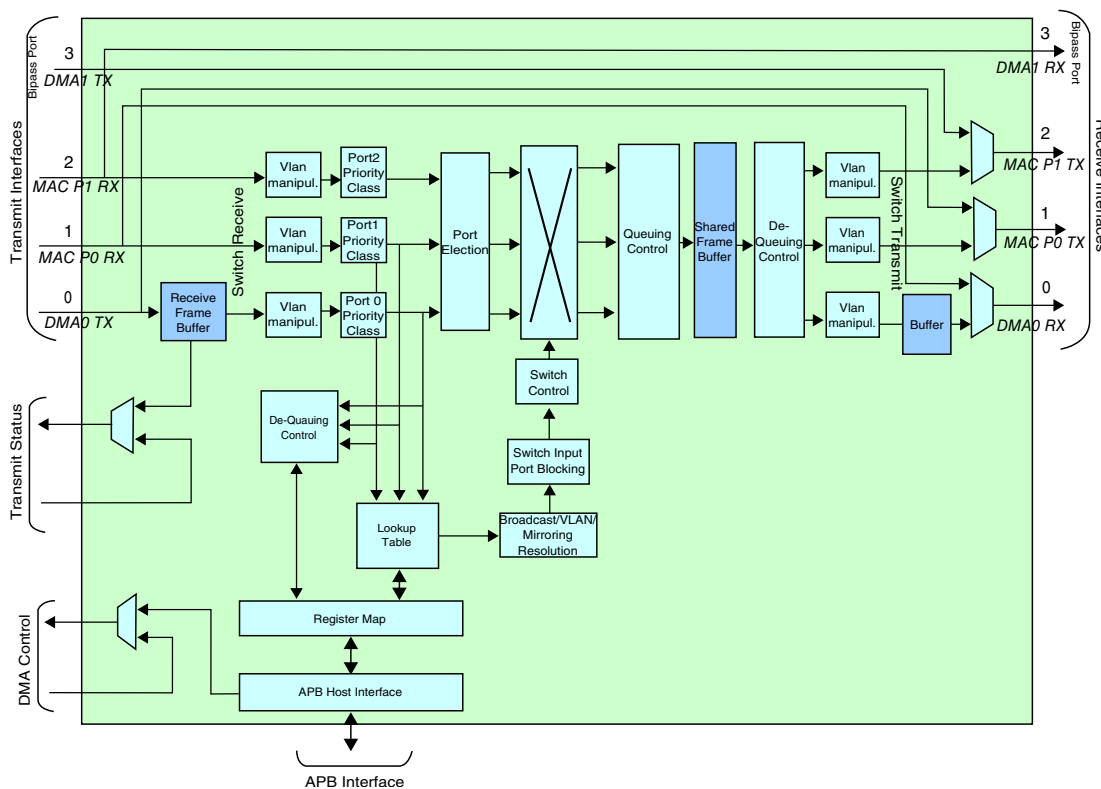 Bipass Port
3
DMA1 TX
Transmit Interfaces
2
MAC P1 RX
1
MAC P0 RX
0
DMA0 TX
Receive
Frame
Buffer
Switch Receive
Vlan
manipul.
Port2
Priority
Class
Vlan
manipul.
Port1
Priority
Class
Vlan
manipul.
Port 0
Priority
Class
Port
Election
Queuing
Control
Shared
Frame
Buffer
De-
Queuing
Control
Vlan
manipul.
Vlan
manipul.
Vlan
manipul.
Switch Transmit
Buffer
3
Bipass Port
DMA1 RX
2
MAC P1 TX
1
MAC P0 TX
0
DMA0 RX
Receive Interfaces
Switch
Control
De-Quauing
Control
Switch Input
Port Blocking
Transmit Status
Lookup
Table
Broadcast/VLAN/
Mirroring
Resolution
Register Map
DMA Control
APB Host Interface
APB Interface